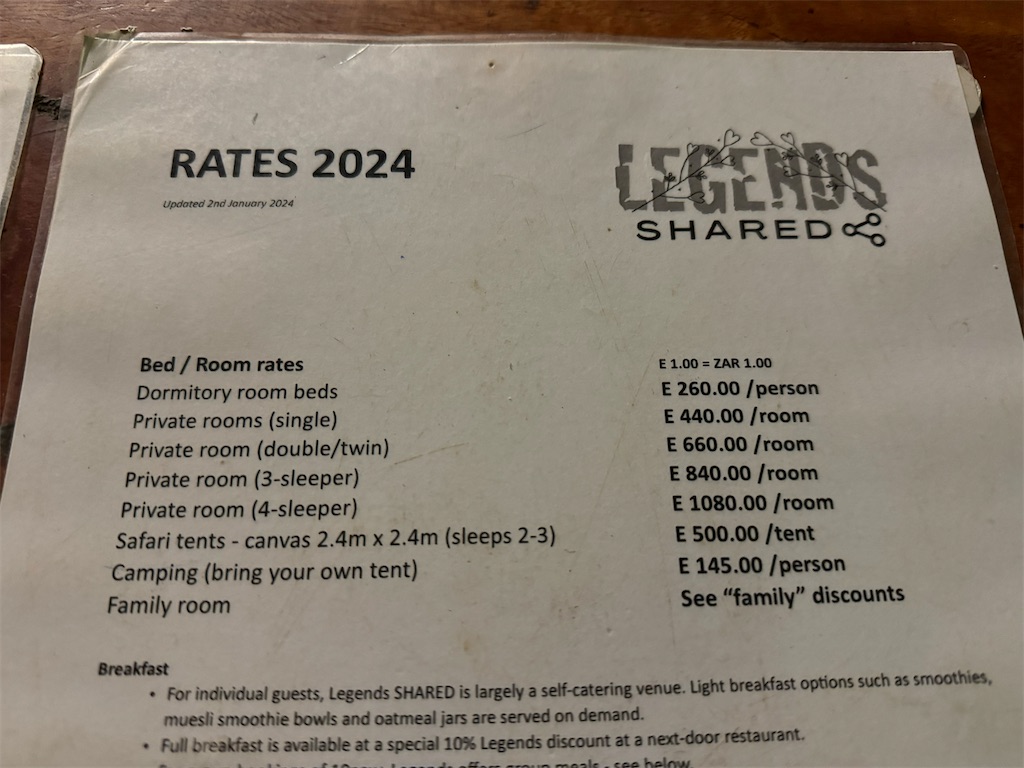 RATES 2024
Updated 2nd January 2024
LEGENDS
SHARED
Bed / Room rates E 1.00 = ZAR 1.00
Dormitory room beds E 260.00 /person
Private rooms (single) E 440.00 /room
Private room (double/twin) E 660.00 /room
Private room (3-sleeper) E 840.00 /room
Private room (4-sleeper) E 1080.00 /room
Safari tents - canvas 2.4m x 2.4m (sleeps 2-3) E 500.00 /tent
Camping (bring your own tent) E 145.00 /person
Family room See “family” discounts
Breakfast
• For individual guests, Legends SHARED is largely a self-catering venue. Light breakfast options such as smoothies,
muesli smoothie bowls and oatmeal jars are served on demand.
• Full breakfast is available at a special 10% Legends discount at a next-door restaurant.
Legends offers group meals - see below.